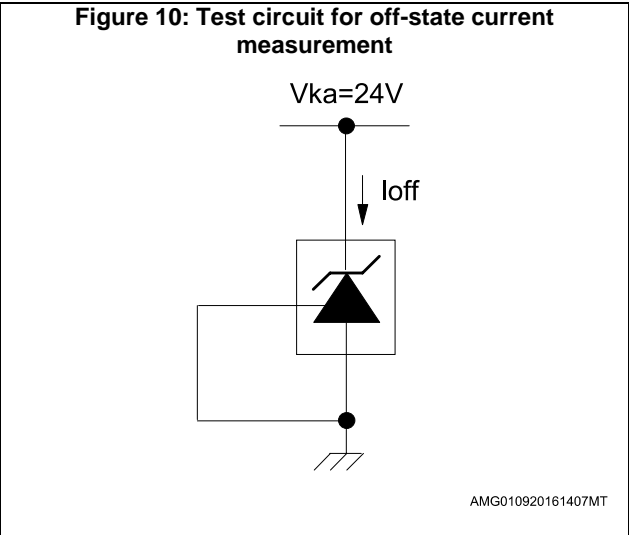 Figure 10: Test circuit for off-state current
measurement
Vka=24V
Ioff
AMG010920161407MT